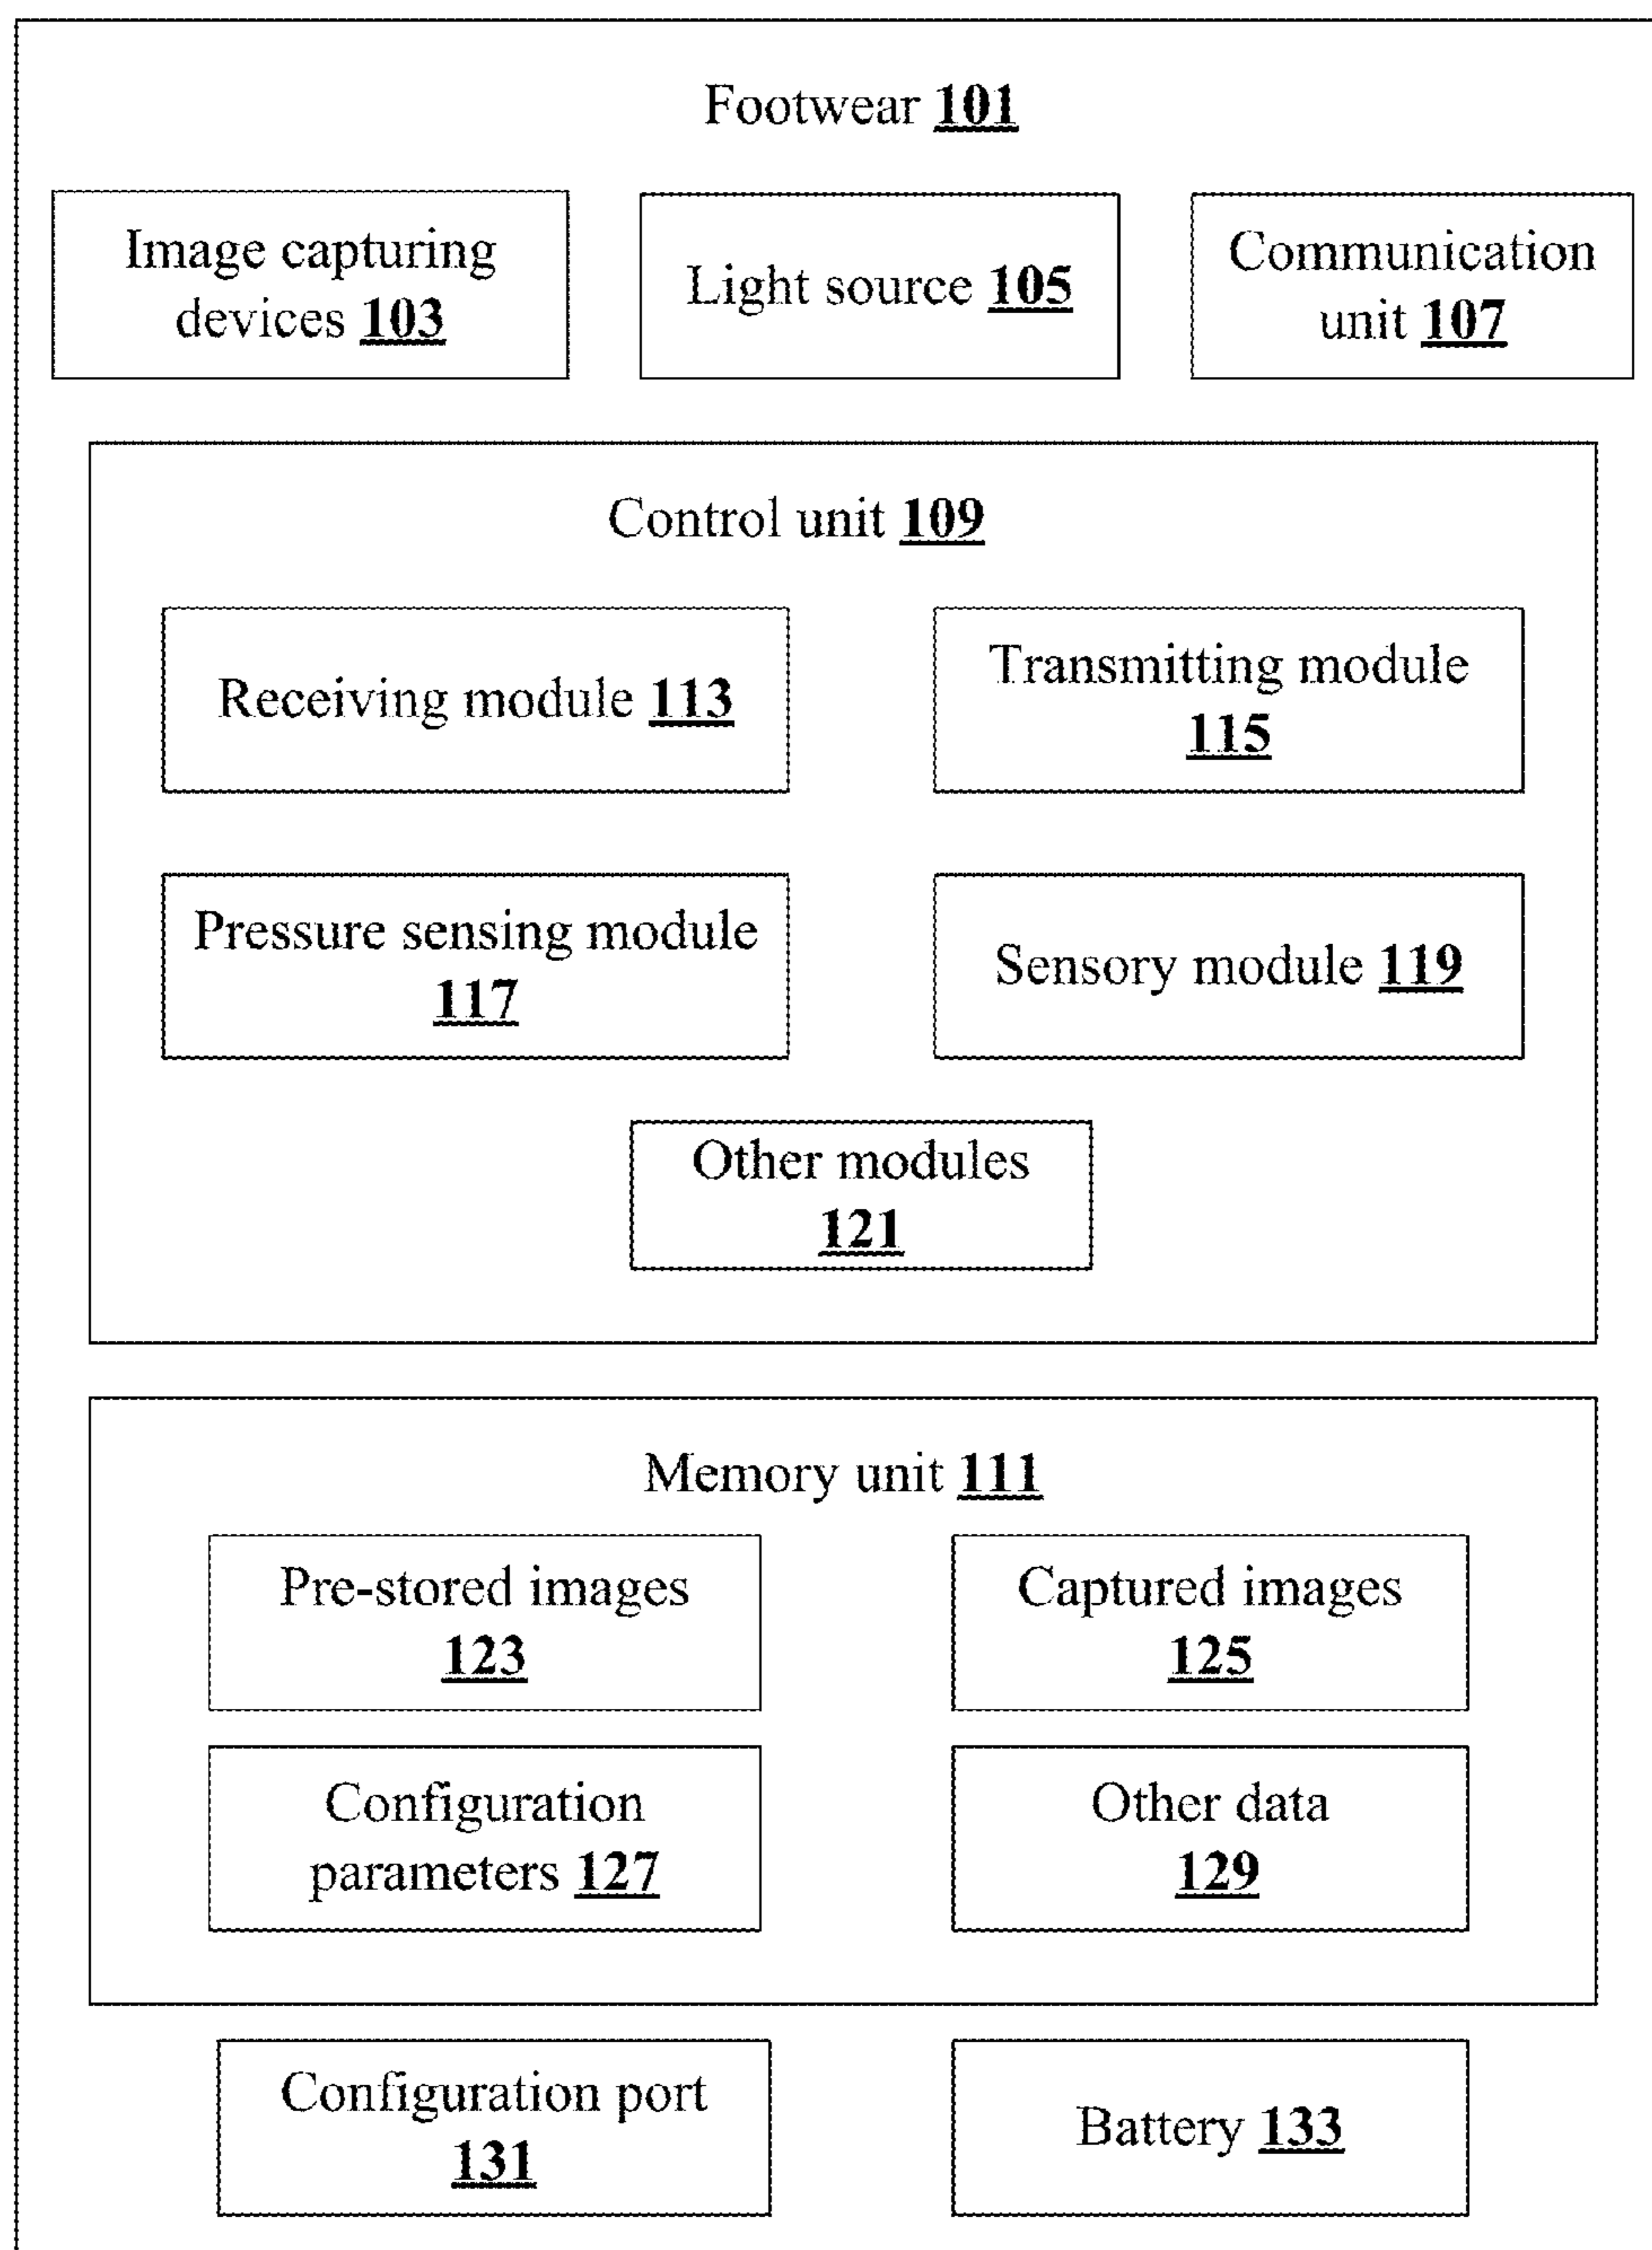 Footwear 101
Image capturing
devices 103
Light source 105
Communication
unit 107
Control unit 109
Receiving module 113
Transmitting module
115
Pressure sensing module
117
Sensory module 119
Other modules
121
Memory unit 111
Pre-stored images
123
Captured images
125
Configuration
parameters 127
Other data
129
Configuration port
131
Battery 133